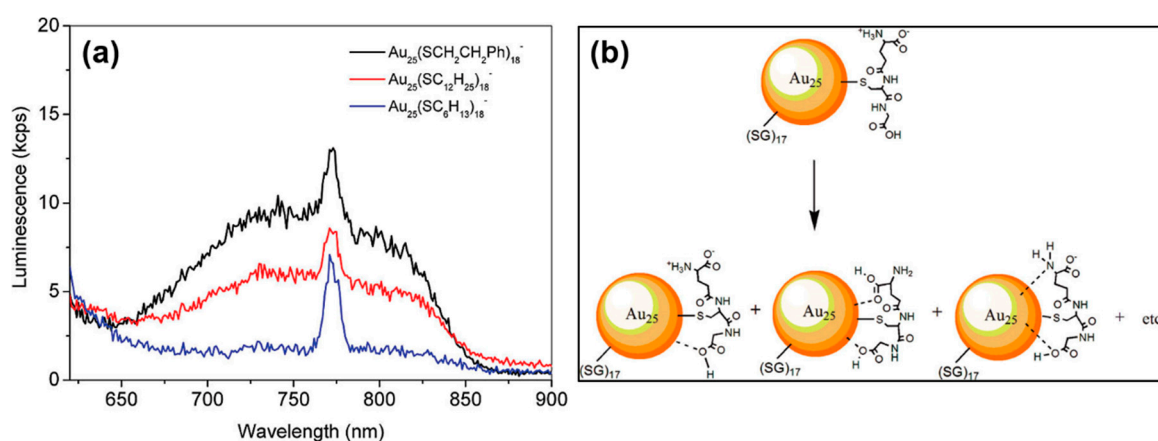 (a)
Au25(SCH2CH2Ph)18-
Au25(SC12H25)18-
Au25(SC6H13)18-
20
15
10
5
0
Luminescence (kcps)
650 700 750 800 850 900
Wavelength (nm)
(b)
+H3N O O-
Au25 S NH O
O NH
(SG)17 O OH
+H3N O- O
Au25 S O NH O NH O H
(SG)17
+
H O O NH2
Au25 S O NH O NH O H
(SG)17
+
H N O O-
Au25 S O NH O NH O H
(SG)17
+ etc